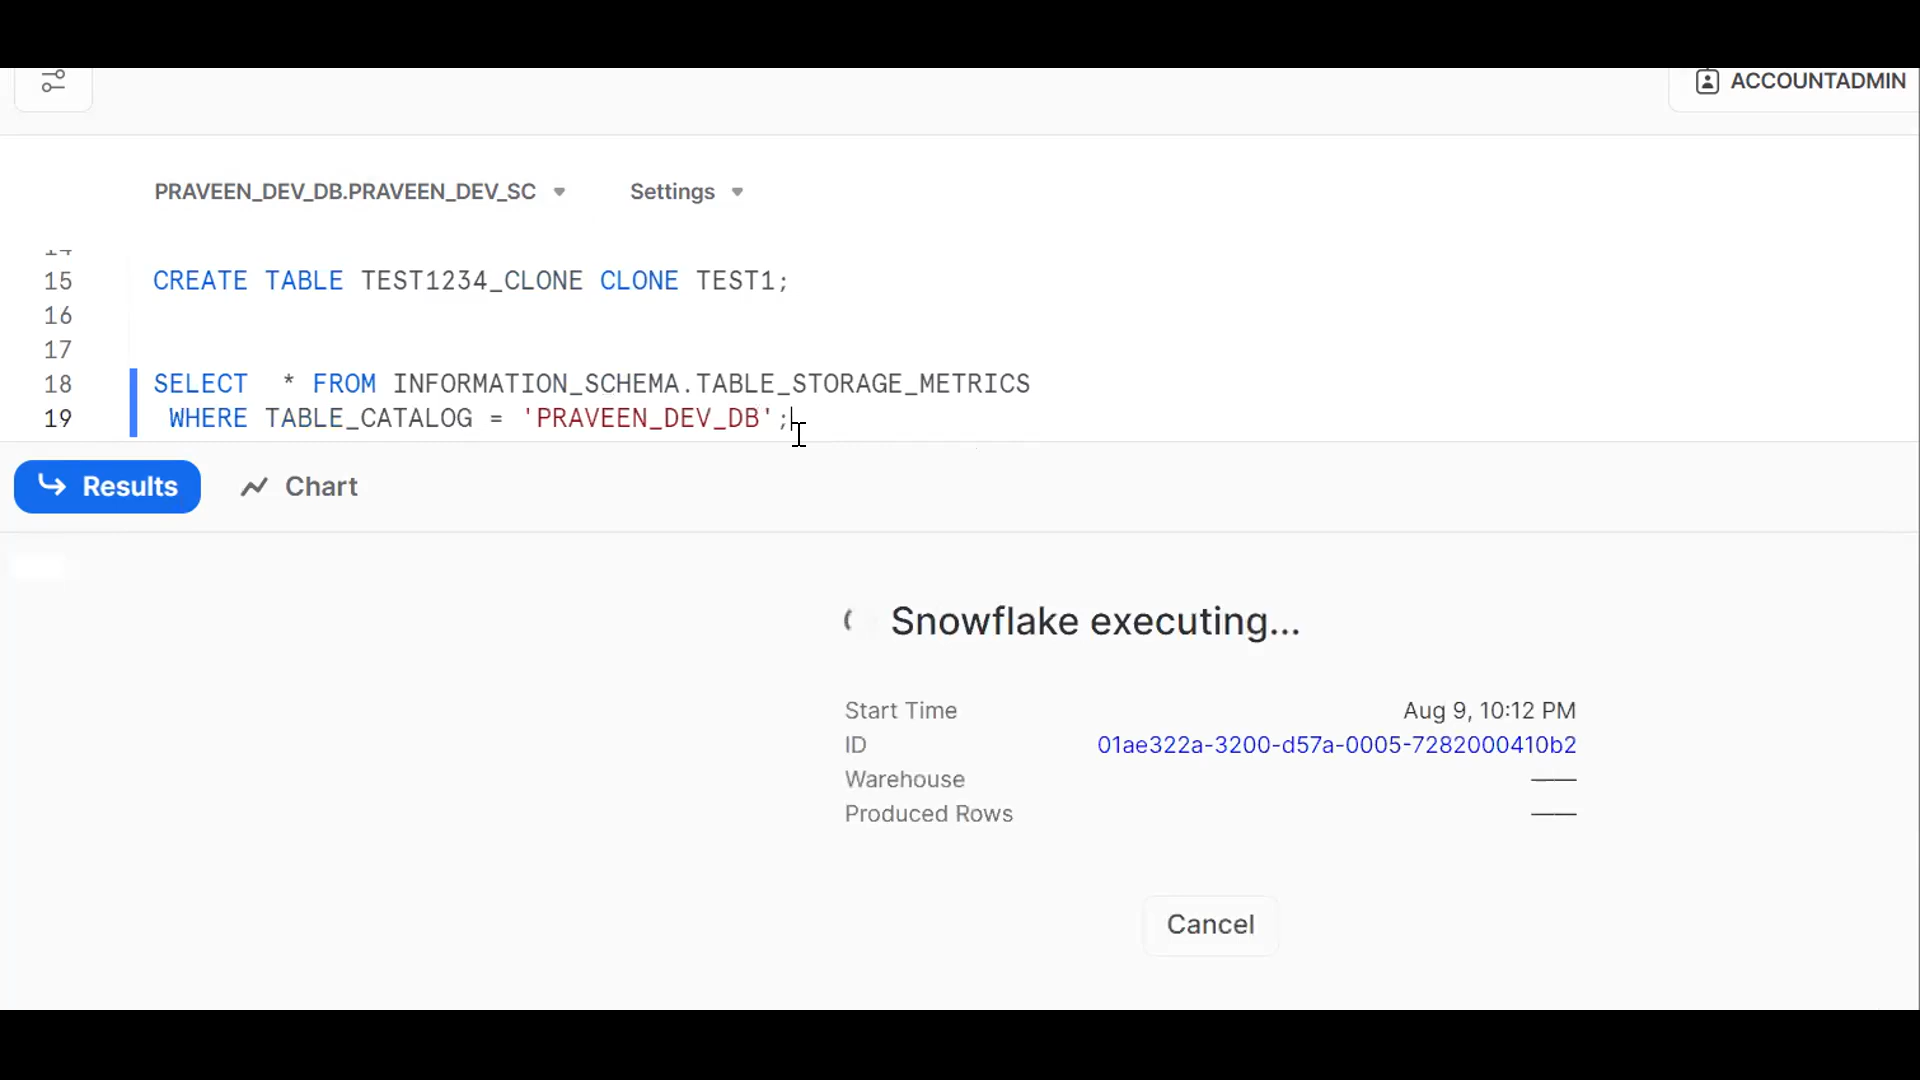 ACCOUNTADMIN
PRAVEEN_DEV_DB.PRAVEEN_DEV_SC Settings
14
15 CREATE TABLE TEST1234_CLONE CLONE TEST1;
16
17
18 SELECT * FROM INFORMATION_SCHEMA.TABLE_STORAGE_METRICS
19 WHERE TABLE_CATALOG = 'PRAVEEN_DEV_DB';
Results Chart
Snowflake executing...
Start Time Aug 9, 10:12 PM
ID 01ae322a-3200-d57a-0005-7282000410b2
Warehouse
Produced Rows
Cancel